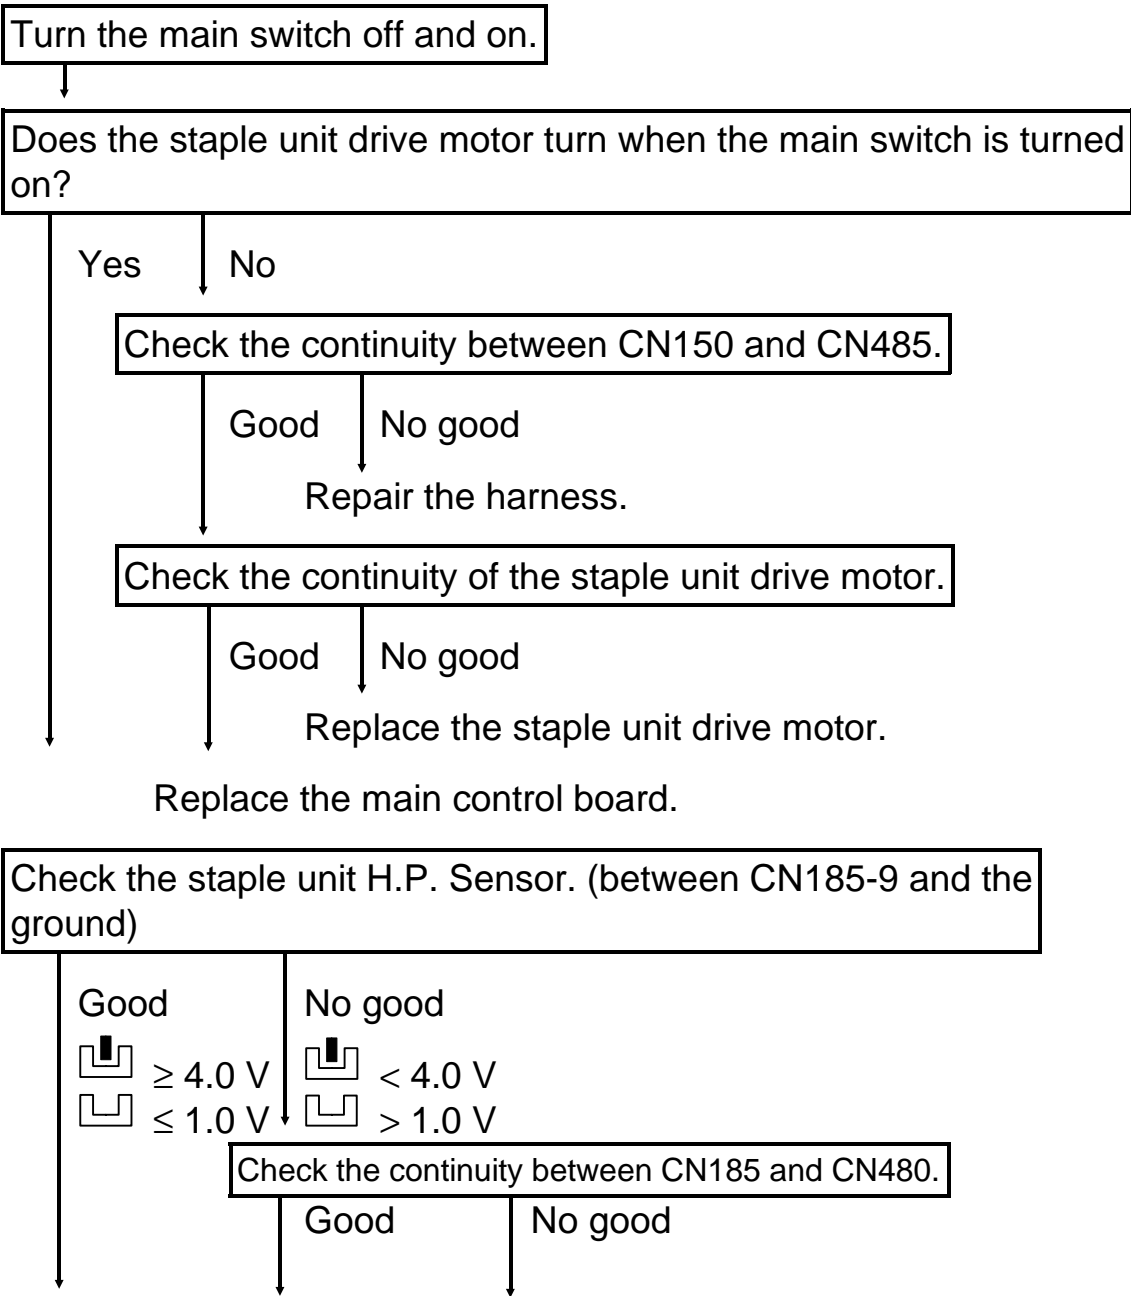 Turn the main switch off and on.
Does the staple unit drive motor turn when the main switch is turned
on?
Yes No
Check the continuity between CN150 and CN485.
Good No good
Repair the harness.
Check the continuity of the staple unit drive motor.
Good No good
Replace the staple unit drive motor.
Replace the main control board.
Check the staple unit H.P. Sensor. (between CN185-9 and the
ground)
Good No good
≥ 4.0 V < 4.0 V
≤ 1.0 V > 1.0 V
Check the continuity between CN185 and CN480.
Good No good